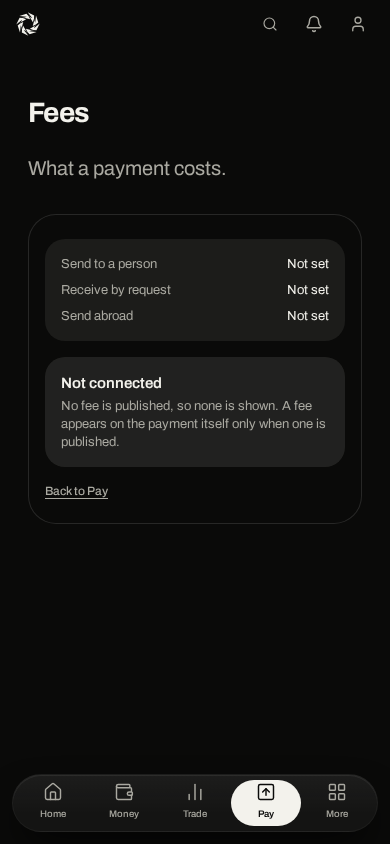 Fees
What a payment costs.
Send to a person Not set
Receive by request Not set
Send abroad Not set
Not connected
No fee is published, so none is shown. A fee
appears on the payment itself only when one is
published.
Back to Pay
Home Money Trade Pay More